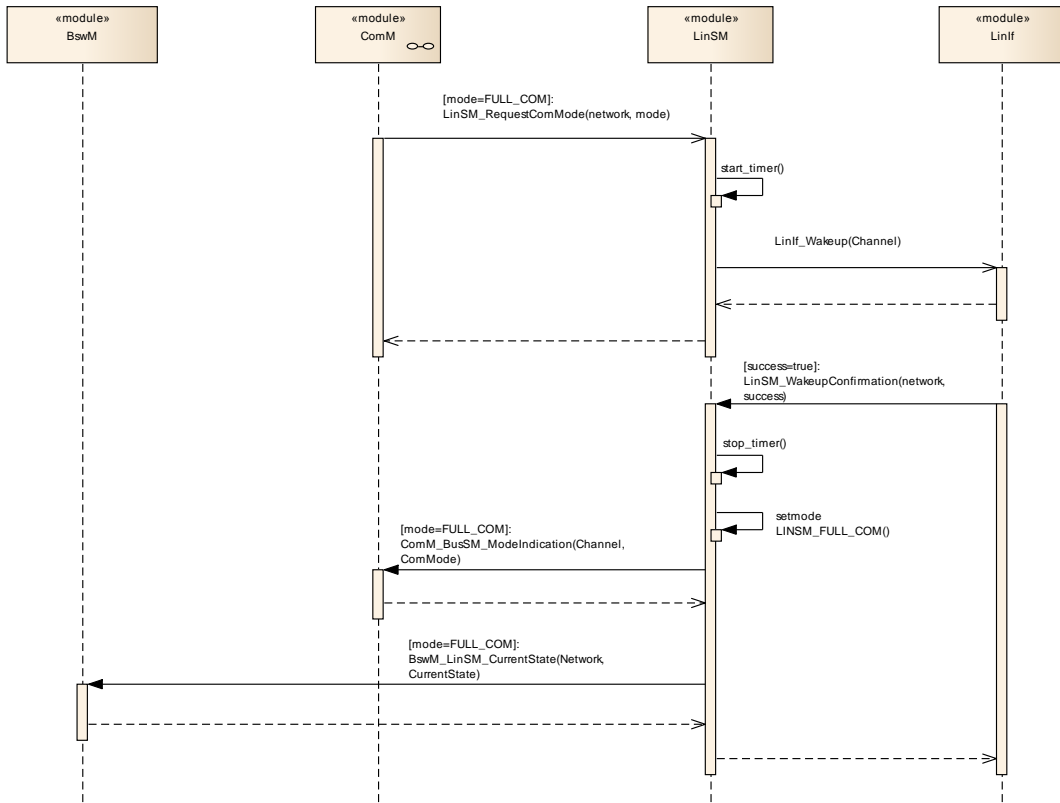 «module»
BswM
«module»
ComM
«module»
LinSM
«module»
LinIf
[mode=FULL_COM]:
LinSM_RequestComMode(network, mode)
start_timer()
LinIf_Wakeup(Channel)
[success=true]:
LinSM_WakeupConfirmation(network,
success)
stop_timer()
setmode
LINSM_FULL_COM()
[mode=FULL_COM]:
ComM_BusSM_ModeIndication(Channel,
ComMode)
[mode=FULL_COM]:
BswM_LinSM_CurrentState(Network,
CurrentState)